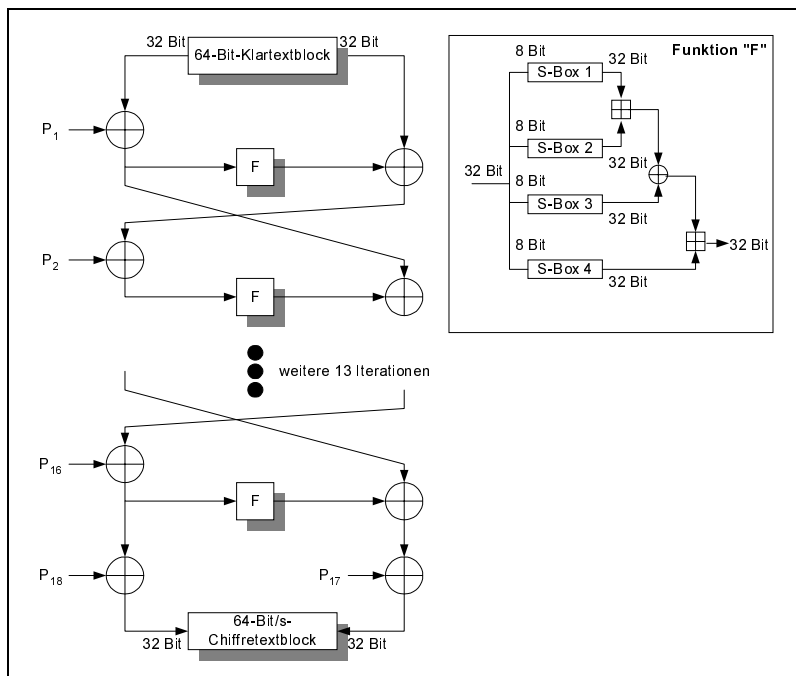 32 Bit
64-Bit-Klartextblock
32 Bit
P1
F
P2
F
weitere 13 Iterationen
P16
F
P18
P17
64-Bit/s-
Chiffretextblock
32 Bit
32 Bit
Funktion "F"
8 Bit
32 Bit
S-Box 1
8 Bit
S-Box 2
32 Bit
32 Bit
8 Bit
S-Box 3
32 Bit
8 Bit
S-Box 4
32 Bit
32 Bit